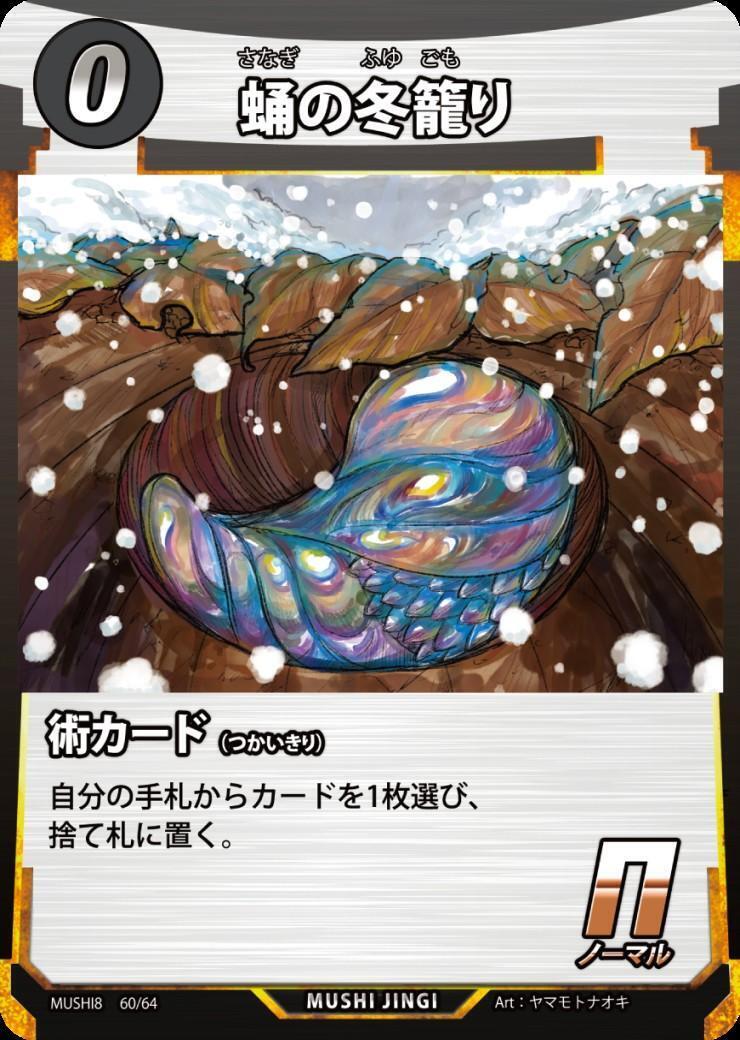 0
さなぎ ふゆ ごも
蛹の冬籠り
術カード (つかいきり)
自分の手札からカードを1枚選び、
捨て札に置く。
n
ノーマル
MUSHI8 60/64
MUSHI JINGI
Art：ヤマモトナオキ